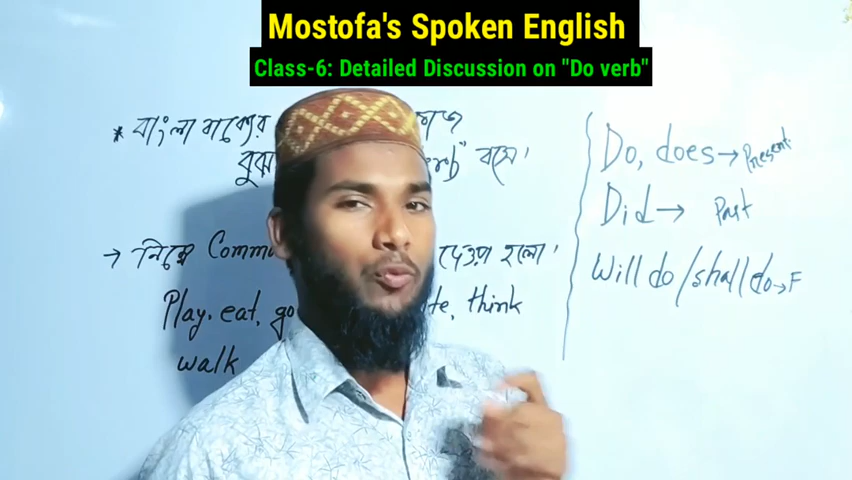 Mostofa's Spoken English
Class-6: Detailed Discussion on "Do verb"
* বাংলা বাক্যের
বুঝ verb" বসে।
→ নিম্নে Comm দেওয়া হলো।
Play, eat, go te, think
walk
Do, does → Present
Did → Past
Will do / shall do → F